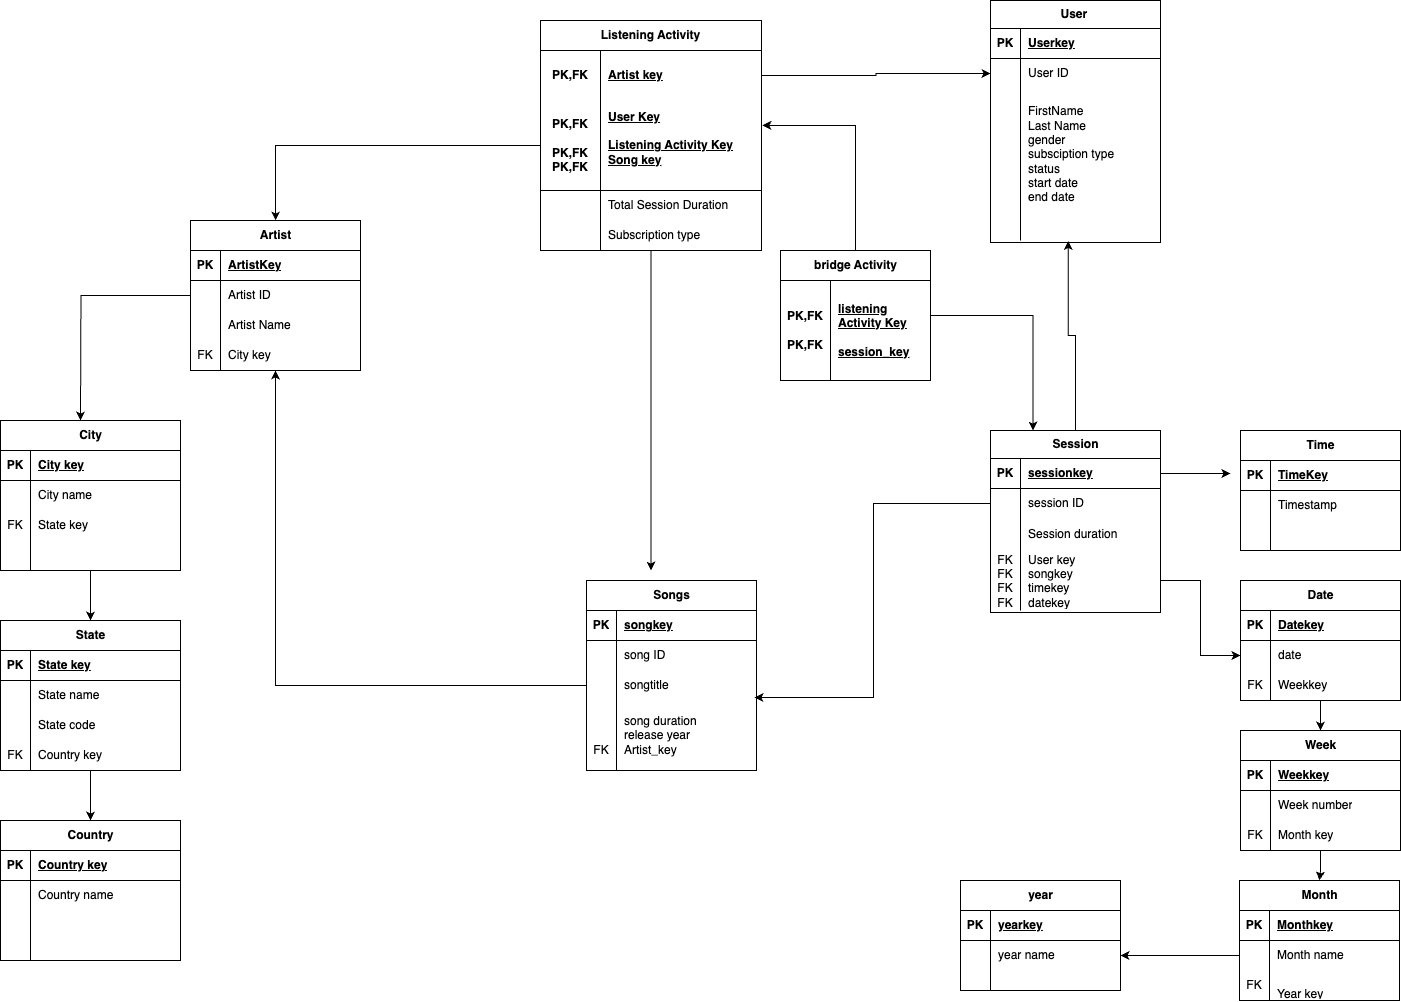 Listening Activity
PK,FK Artist key
PK,FK User Key
PK,FK Listening Activity Key
PK,FK Song key
Total Session Duration
Subscription type
User
PK Userkey
User ID
FirstName
Last Name
gender
subsciption type
status
start date
end date
Artist
PK ArtistKey
Artist ID
Artist Name
FK City key
bridge Activity
PK,FK listening
Activity Key
PK,FK session_key
City
PK City key
City name
FK State key
Session
PK sessionkey
session ID
Session duration
FK User key
FK songkey
FK timekey
FK datekey
Time
PK TimeKey
Timestamp
Songs
PK songkey
song ID
songtitle
song duration
release year
FK Artist_key
Date
PK Datekey
date
FK Weekkey
State
PK State key
State name
State code
FK Country key
Week
PK Weekkey
Week number
FK Month key
Country
PK Country key
Country name
year
PK yearkey
year name
Month
PK Monthkey
Month name
FK Year key